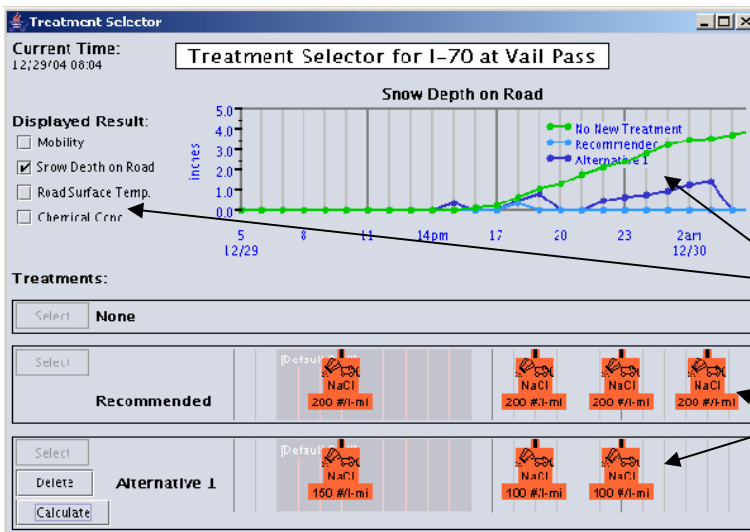 Treatment Selector
Current Time:
12/29/04 08:04
Treatment Selector for I-70 at Vail Pass
Snow Depth on Road
Displayed Result:
Mobility
Snow Depth on Road
Road Surface Temp.
Chemical Conc
inches
5.0
4.0
3.0
2.0
1.0
0.0
No New Treatment
Recommended
Alternative 1
5 8 11 14pm 17 20 23 2am
12/29 12/30
Treatments:
Select None
Select
Recommended
[Default
NaCl NaCl NaCl NaCl
200 #/l-mi 200 #/l-mi 200 #/l-mi 200 #/l-mi
Select
Delete
Calculate
Alternative 1
[Default
NaCl NaCl NaCl
150 #/l-mi 100 #/l-mi 100 #/l-mi